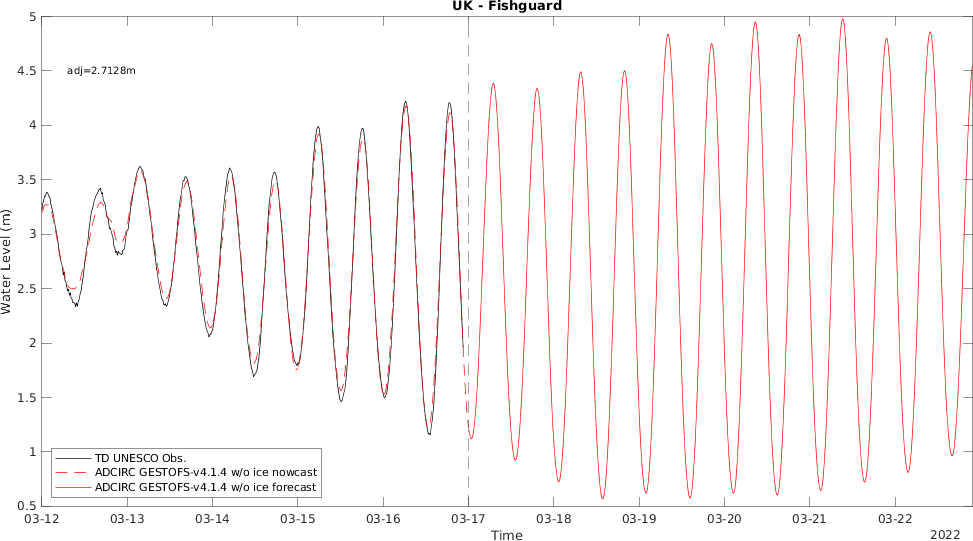 UK - Fishguard
adj=2.7128m
Water Level (m)
5
4.5
4
3.5
3
2.5
2
1.5
1
0.5
TD UNESCO Obs.
ADCIRC GESTOFS-v4.1.4 w/o ice nowcast
ADCIRC GESTOFS-v4.1.4 w/o ice forecast
03-12 03-13 03-14 03-15 03-16 03-17 03-18 03-19 03-20 03-21 03-22
Time
2022